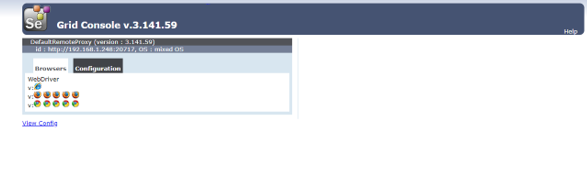 Se
Grid Console v.3.141.59
Help
DefaultRemoteProxy (version : 3.141.59)
id : http://192.168.1.248:20717, OS : mixed OS
Browsers Configuration
WebDriver
v:
v:
v:
View Config